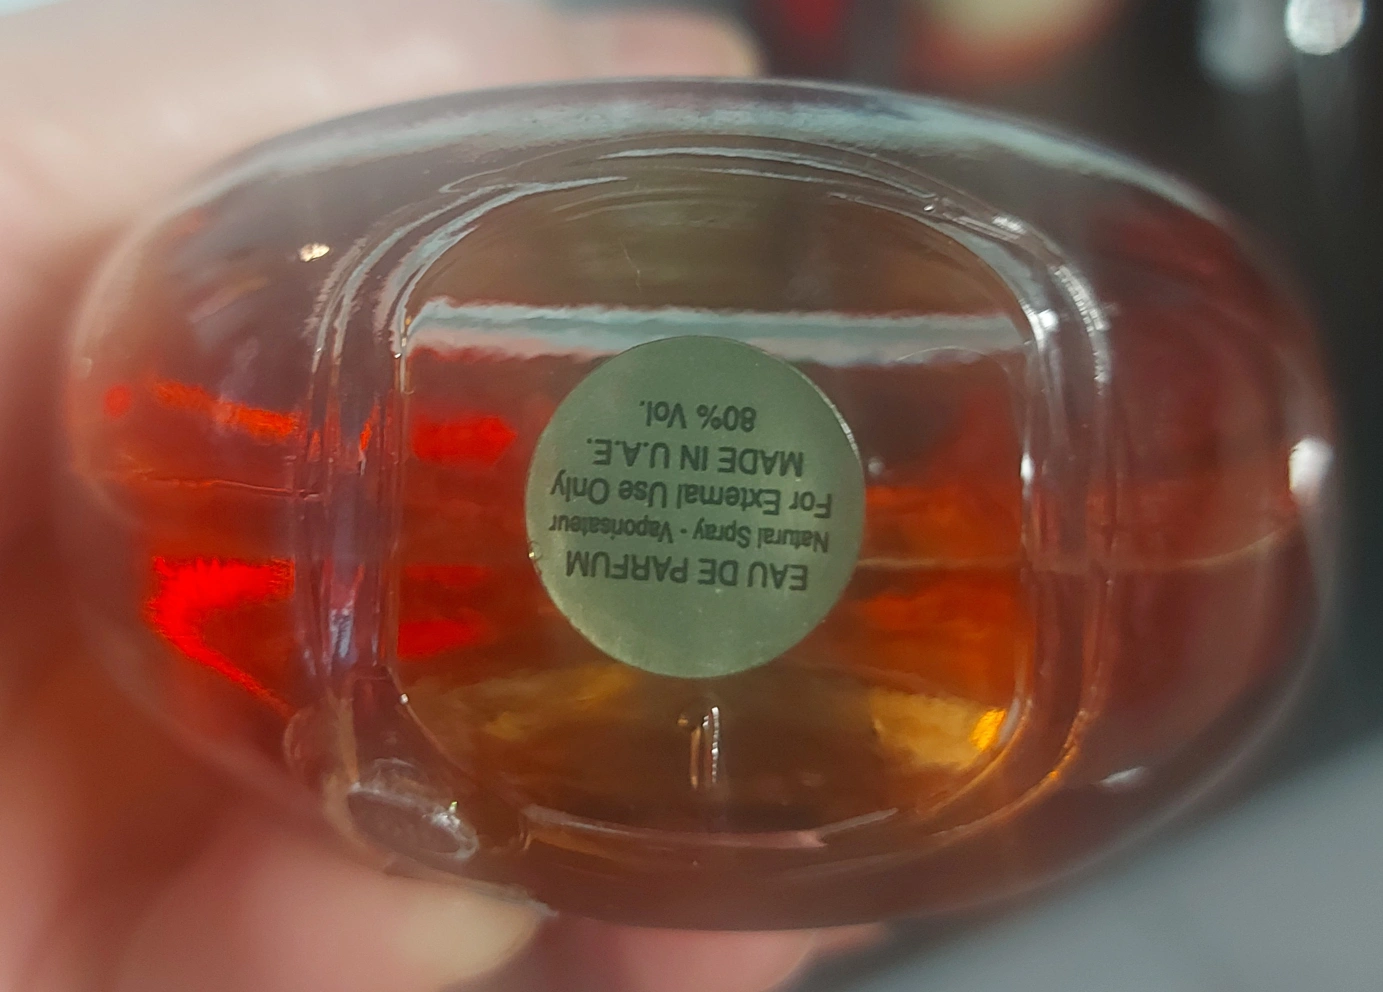 EAU DE PARFUM
Natural Spray - Vaporisateur
For External Use Only
MADE IN U.A.E.
80% Vol.